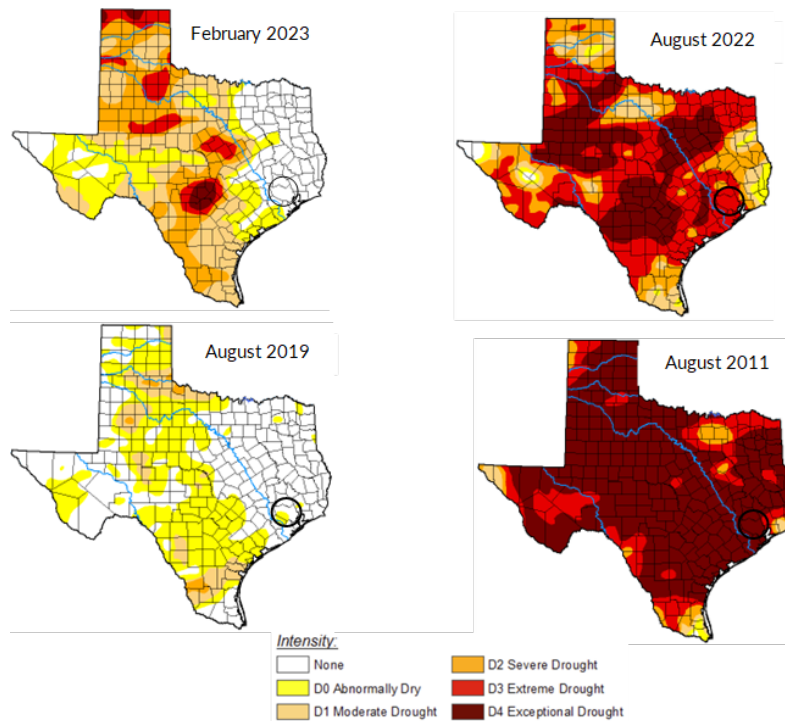 February 2023
August 2022
August 2019
August 2011
Intensity:
None
D0 Abnormally Dry
D1 Moderate Drought
D2 Severe Drought
D3 Extreme Drought
D4 Exceptional Drought